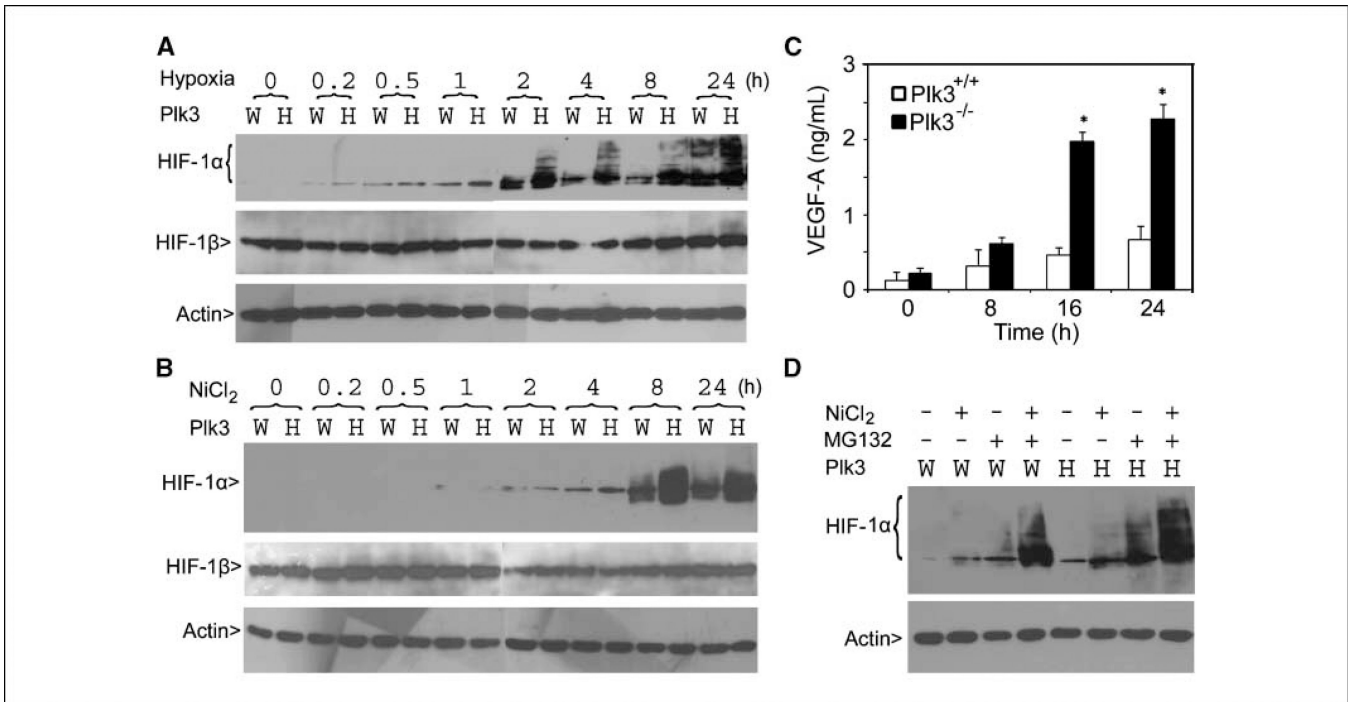 A
Hypoxia 0 0.2 0.5 1 2 4 8 24 (h)
Plk3 W H W H W H W H W H W H W H W H
HIF-1α{
HIF-1β>
Actin>
B
NiCl₂ 0 0.2 0.5 1 2 4 8 24 (h)
Plk3 W H W H W H W H W H W H W H W H
HIF-1α>
HIF-1β>
Actin>
C
3
2
1
0
VEGF-A (ng/mL)
Plk3+/+
Plk3-/-
*
*
0 8 16 24
Time (h)
D
NiCl₂ - + - + - + - +
MG132 - - + + - - + +
Plk3 W W W W H H H H
HIF-1α{
Actin>